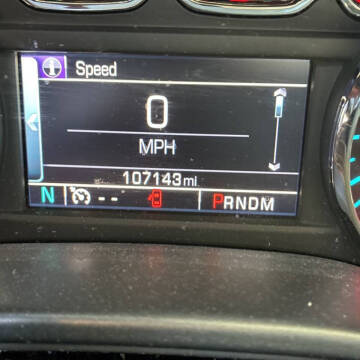 Speed
0
MPH
107143mi
N -- PRNDM